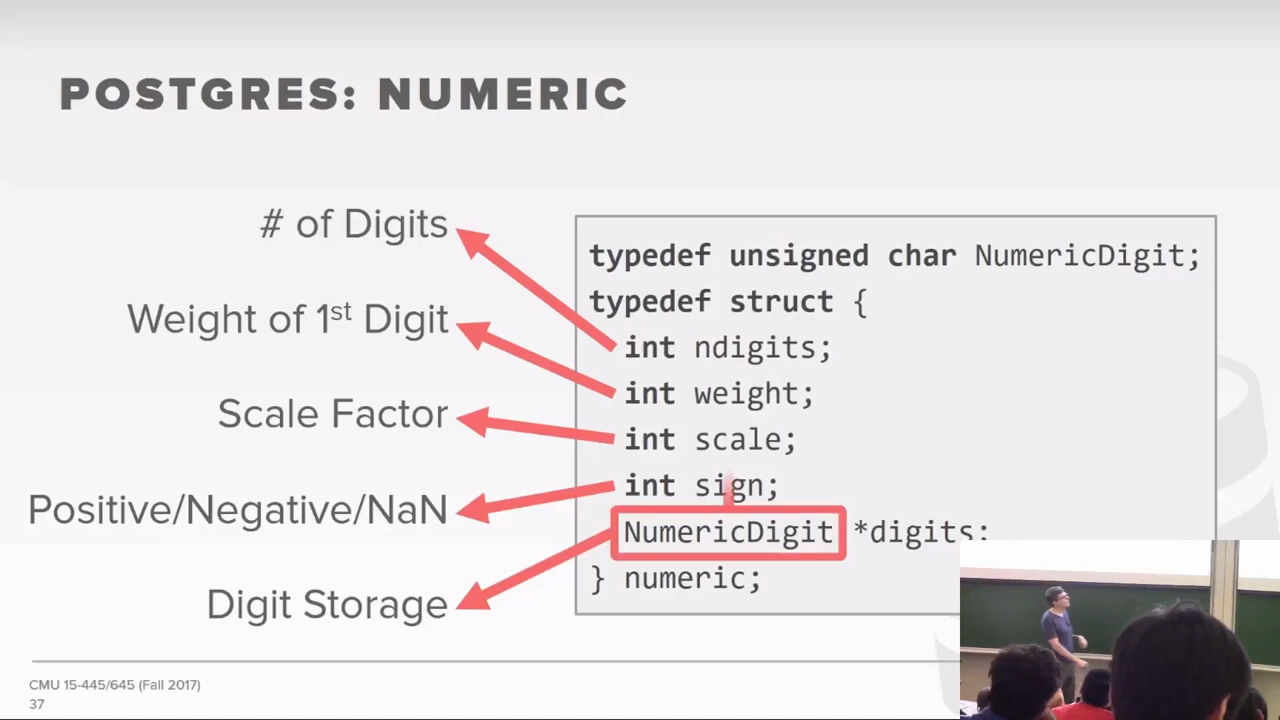 POSTGRES: NUMERIC
# of Digits
Weight of 1st Digit
Scale Factor
Positive/Negative/NaN
Digit Storage
typedef unsigned char NumericDigit;
typedef struct {
int ndigits;
int weight;
int scale;
int sign;
NumericDigit *digits;
} numeric;
CMU 15-445/645 (Fall 2017)
37